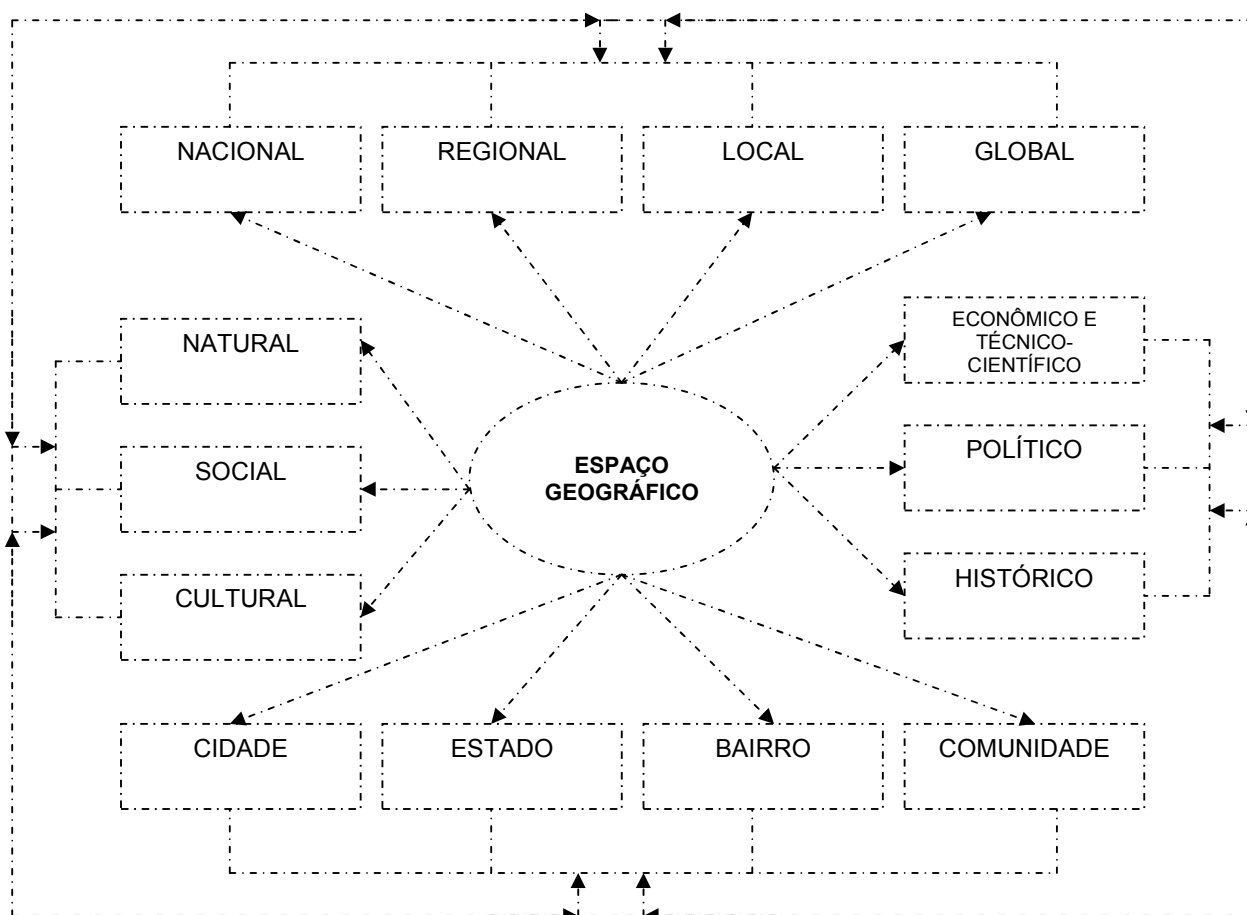 NACIONAL
REGIONAL
LOCAL
GLOBAL
NATURAL
ECONÔMICO E
TÉCNICO-
CIENTÍFICO
SOCIAL
ESPAÇO
GEOGRÁFICO
POLÍTICO
CULTURAL
HISTÓRICO
CIDADE
ESTADO
BAIRRO
COMUNIDADE